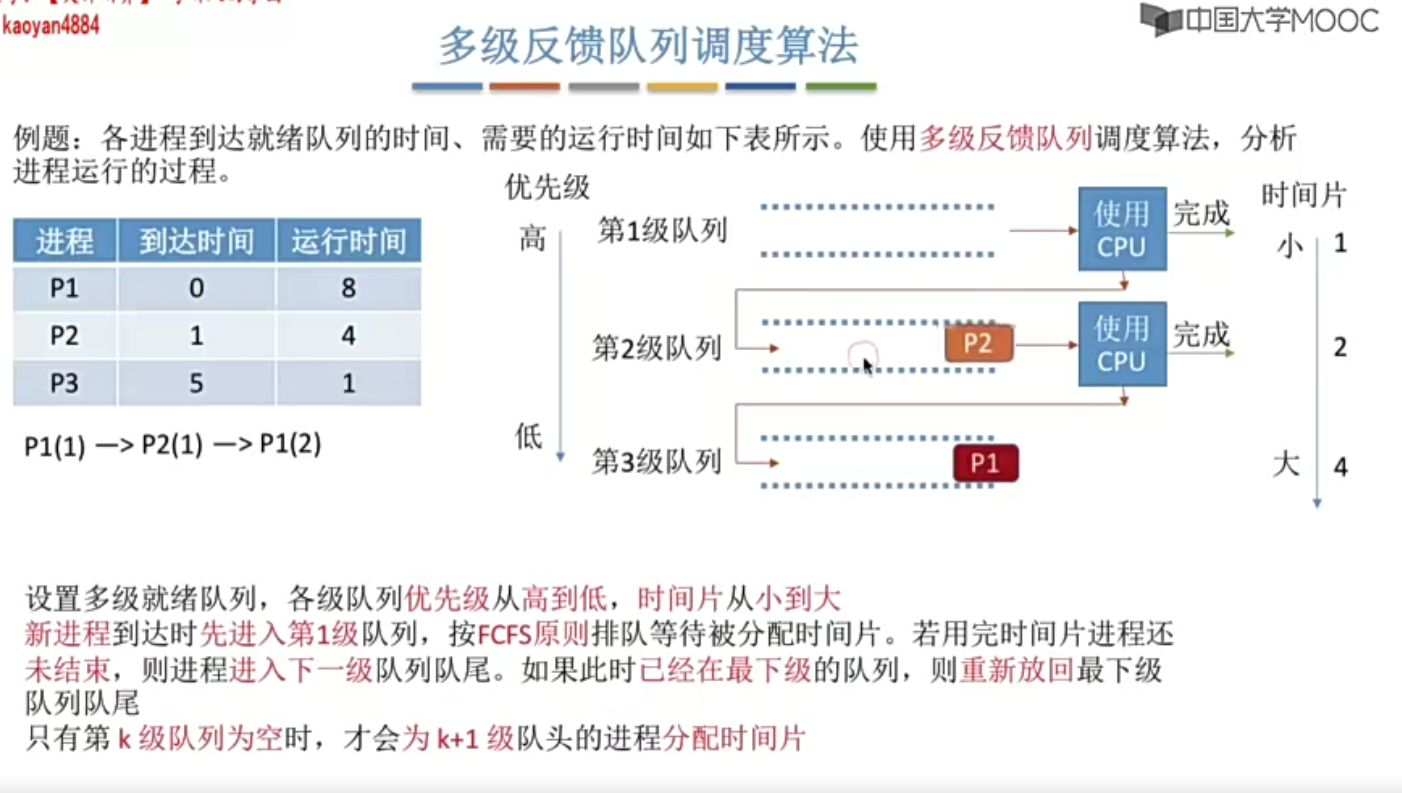 kaoyan4884
中国大学MOOC
多级反馈队列调度算法
例题：各进程到达就绪队列的时间、需要的运行时间如下表所示。使用多级反馈队列调度算法，分析
进程运行的过程。
进程 到达时间 运行时间
P1 0 8
P2 1 4
P3 5 1
P1(1) —> P2(1) —> P1(2)
优先级
高
低
第1级队列
使用
CPU
完成
第2级队列
P2
使用
CPU
完成
第3级队列
P1
时间片
小 1
2
大 4
设置多级就绪队列，各级队列优先级从高到低，时间片从小到大
新进程到达时先进入第1级队列，按FCFS原则排队等待被分配时间片。若用完时间片进程还
未结束，则进程进入下一级队列队尾。如果此时已经在最下级的队列，则重新放回最下级
队列队尾
只有第 k 级队列为空时，才会为 k+1 级队头的进程分配时间片